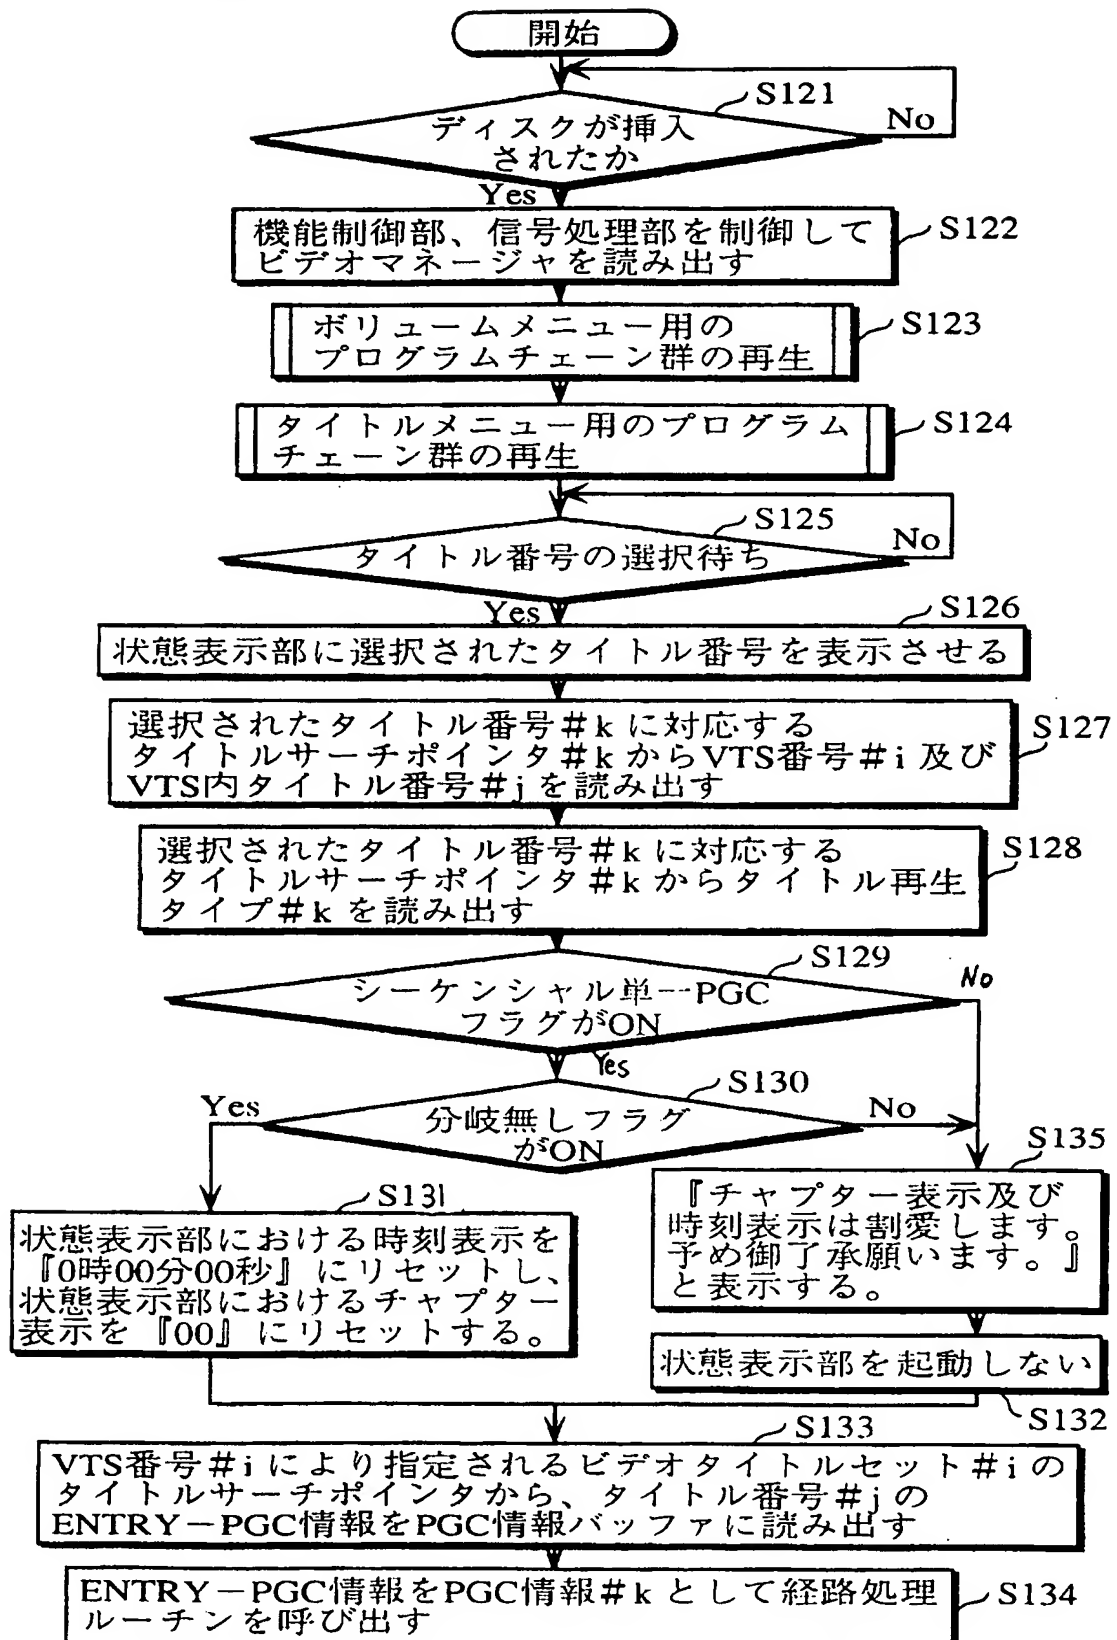 開始
S121
ディスクが挿入
されたか
No
Yes
機能制御部、信号処理部を制御して
ビデオマネージャを読み出す
S122
ボリュームメニュー用の
プログラムチェーン群の再生
S123
タイトルメニュー用のプログラム
チェーン群の再生
S124
S125
タイトル番号の選択待ち
No
Yes
S126
状態表示部に選択されたタイトル番号を表示させる
選択されたタイトル番号#kに対応する
タイトルサーチポインタ#kからVTS番号#i及び
VTS内タイトル番号#jを読み出す
S127
選択されたタイトル番号#kに対応する
タイトルサーチポインタ#kからタイトル再生
タイプ#kを読み出す
S128
S129
シーケンシャル単一PGC
フラグがON
No
Yes
S130
分岐無しフラグ
がON
Yes
No
S131
状態表示部における時刻表示を
『0時00分00秒』にリセットし、
状態表示部におけるチャプター
表示を『00』にリセットする。
S135
『チャプター表示及び
時刻表示は割愛します。
予め御了承願います。』
と表示する。
状態表示部を起動しない
S132
S133
VTS番号#iにより指定されるビデオタイトルセット#iの
タイトルサーチポインタから、タイトル番号#jの
ENTRY-PGC情報をPGC情報バッファに読み出す
ENTRY-PGC情報をPGC情報#kとして経路処理
ルーチンを呼び出す
S134